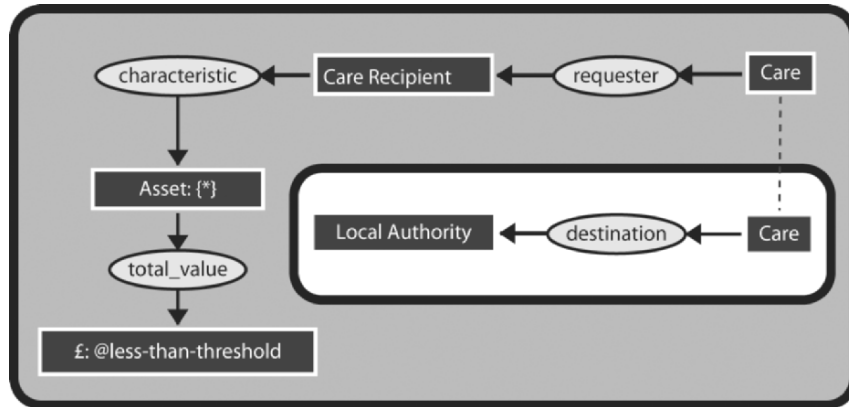 characteristic
Care Recipient
requester
Care
Asset: {*}
Local Authority
destination
Care
total_value
£: @less-than-threshold